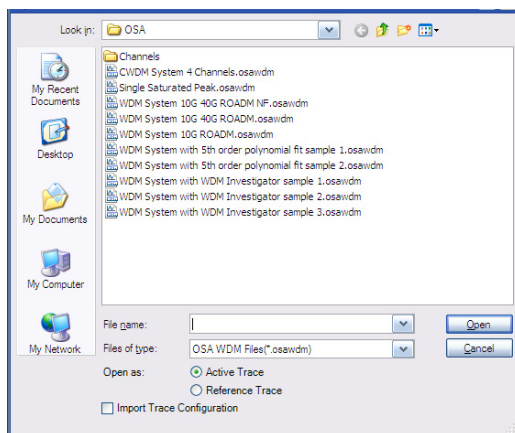 Look in: OSA
My Recent Documents
Desktop
My Documents
My Computer
My Network
Channels
CWDM System 4 Channels.osawdm
Single Saturated Peak.osawdm
WDM System 10G 40G ROADM NF.osawdm
WDM System 10G 40G ROADM.osawdm
WDM System 10G ROADM.osawdm
WDM System with 5th order polynomial fit sample 1.osawdm
WDM System with 5th order polynomial fit sample 2.osawdm
WDM System with WDM Investigator sample 1.osawdm
WDM System with WDM Investigator sample 2.osawdm
WDM System with WDM Investigator sample 3.osawdm
File name: Open
Files of type: OSA WDM Files(*.osawdm) Cancel
Open as: Active Trace
Reference Trace
Import Trace Configuration